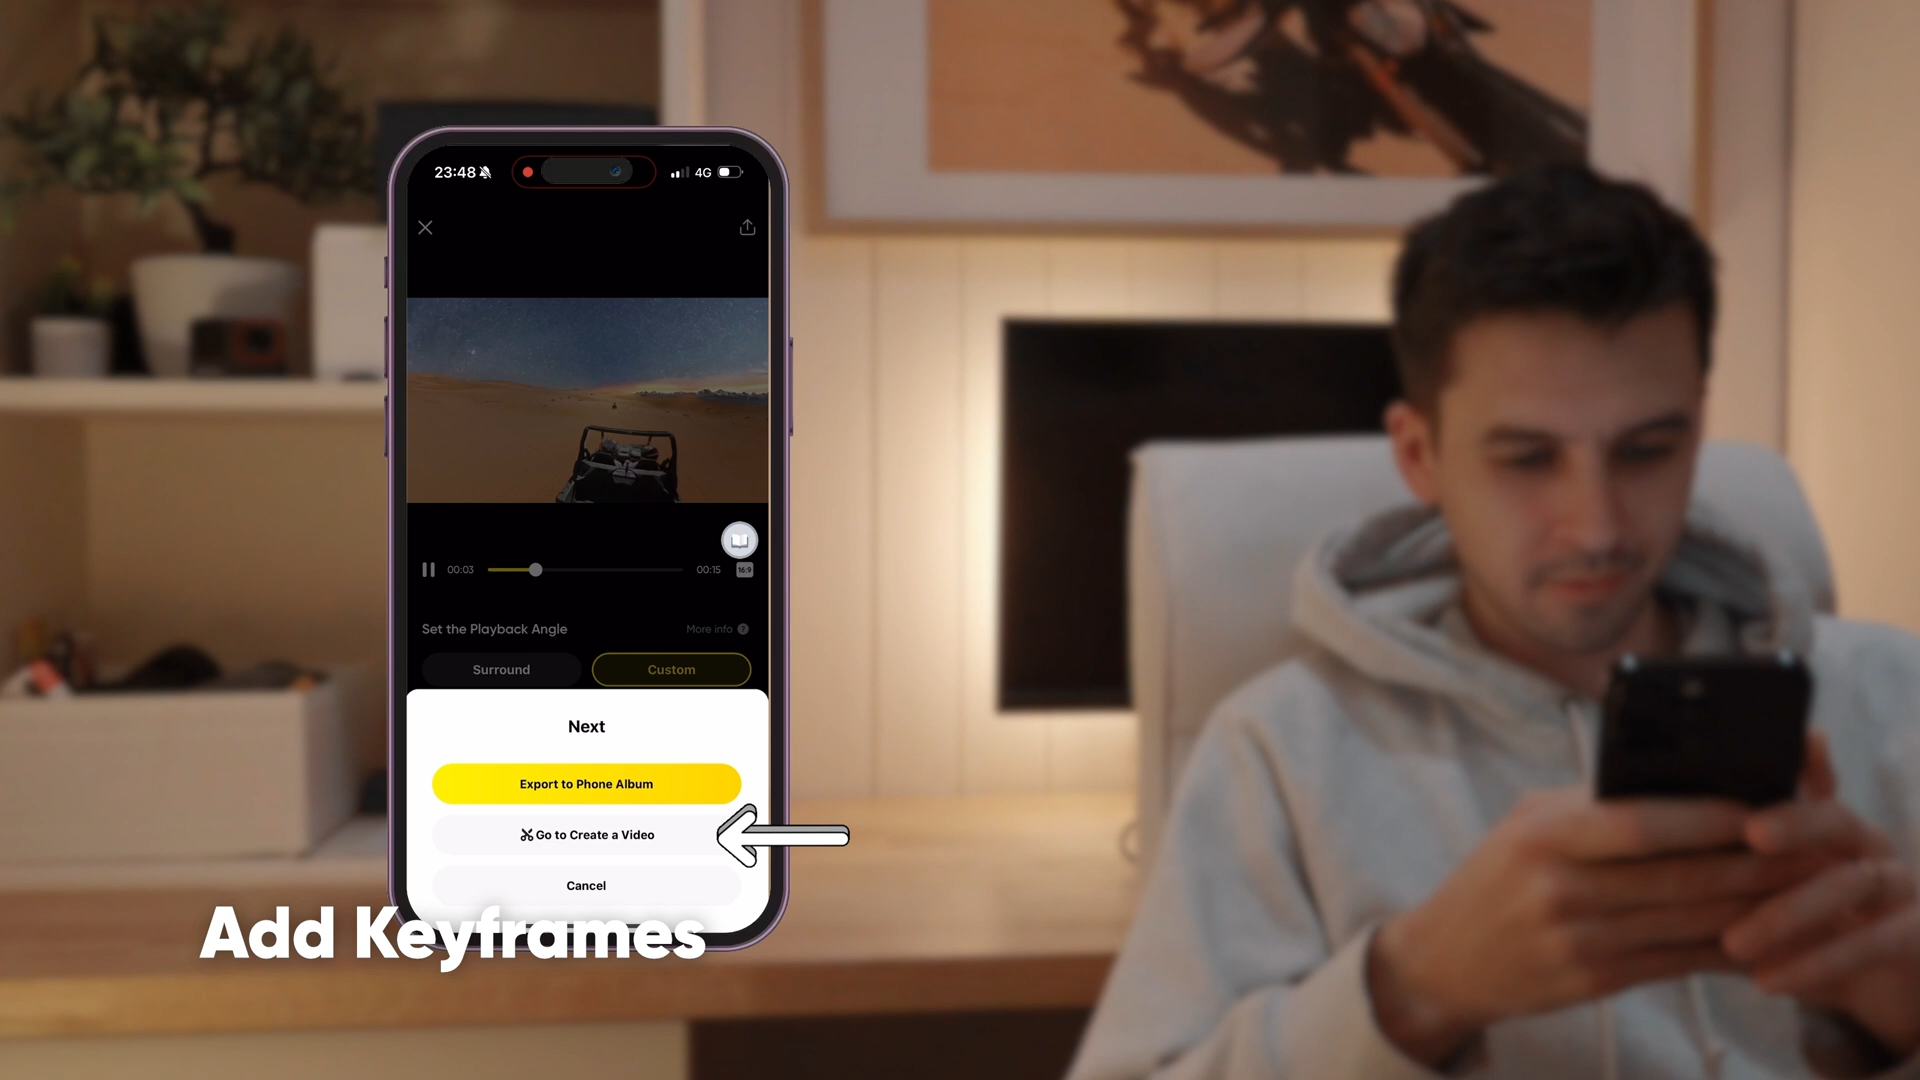 23:48
4G
00:03
00:15
16:9
Set the Playback Angle
More info ?
Surround
Custom
Next
Export to Phone Album
Go to Create a Video
Cancel
Add Keyframes